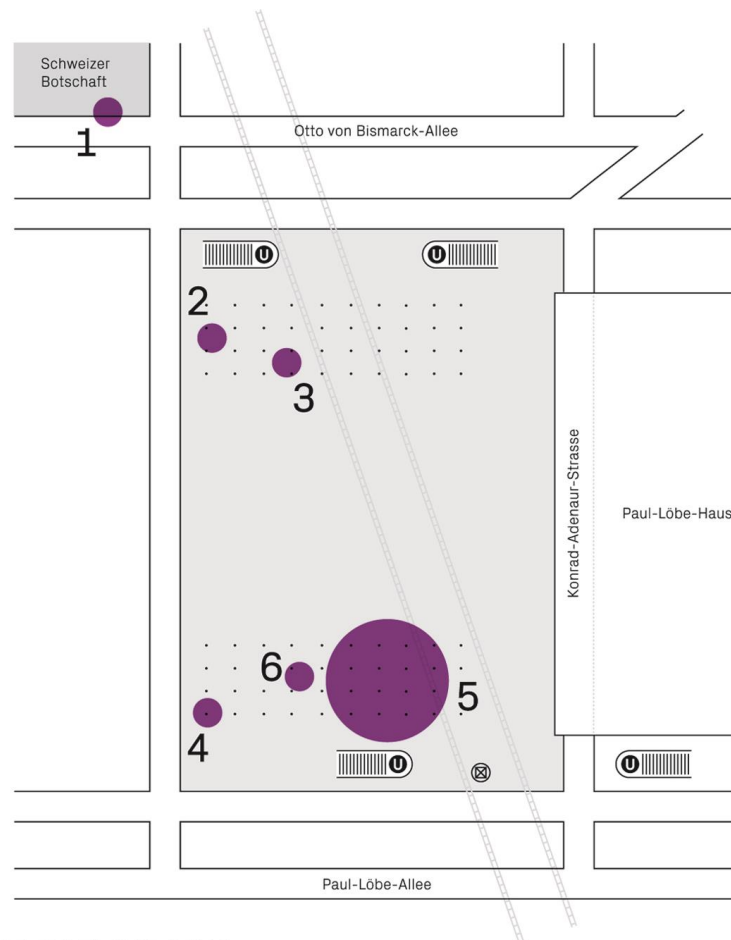 Schweizer
Botschaft
1
Otto von Bismarck-Allee
U
U
2
3
Konrad-Adenaur-Strasse
Paul-Löbe-Haus
6
5
4
U
U
Paul-Löbe-Allee